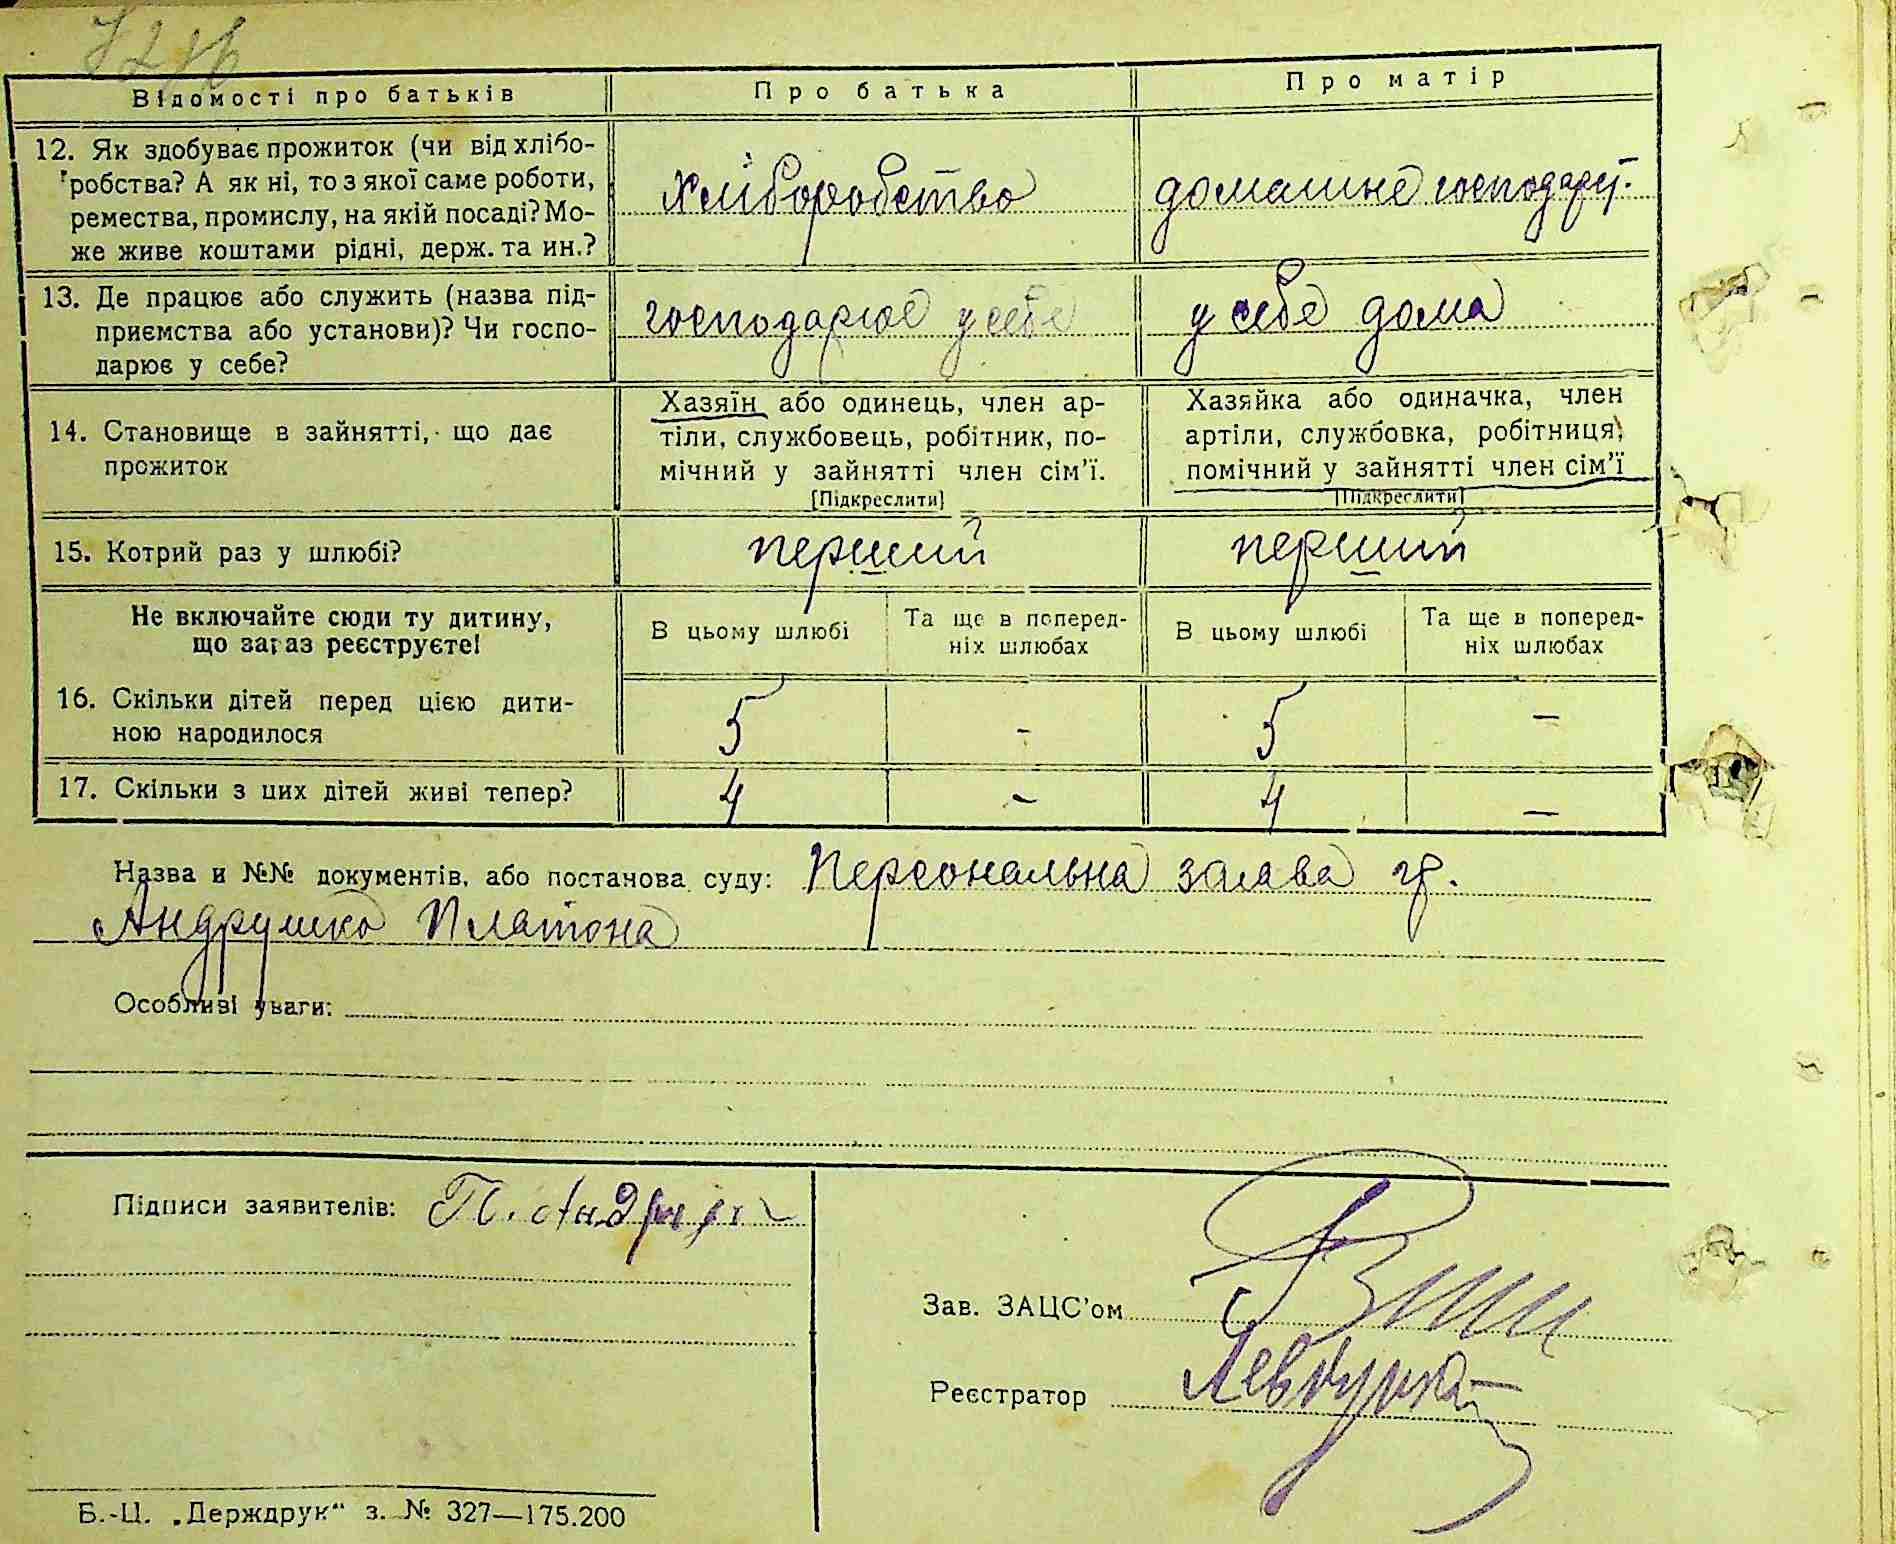 Відомості про батьків Про батька Про матір
12. Як здобуває прожиток (чи від хлібо-
робства? А як ні, то з якої саме роботи,
ремества, промислу, на якій посаді? Мо-
же живе коштами рідні, держ. та ин.?
хліборобство домашнє господар.
13. Де працює або служить (назва під-
приємства або установи)? Чи госпо-
дарює у себе?
господарює у себе у себе дома
14. Становище в зайнятті, що дає
прожиток
Хазяїн або одинець, член ар-
тіли, службовець, робітник, по-
мічний у зайнятті член сім'ї.
[Підкреслити]
Хазяйка або одиначка, член
артіли, службовка, робітниця,
помічний у зайнятті член сім'ї
[Підкреслити]
15. Котрий раз у шлюбі? перший перший
Не включайте сюди ту дитину,
що зараз реєструєте!
В цьому шлюбі Та ще в поперед-
ніх шлюбах
В цьому шлюбі Та ще в поперед-
ніх шлюбах
16. Скільки дітей перед цією дити-
ною народилося
5 - 5 -
17. Скільки з цих дітей живі тепер? 4 - 4 -
Назва и №№ документів, або постанова суду: Персональна заява гр.
Андрушко Платона
Особливі уваги:
Підписи заявителів: П.
Зав. ЗАЦС'ом
Реєстратор
Б.-Ц. „Держдрук“ з. № 327—175.200